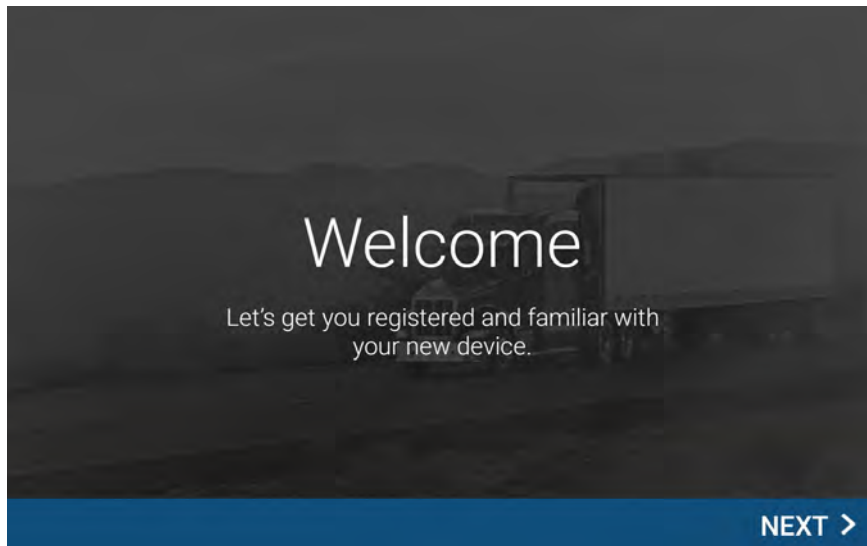 Welcome
Let's get you registered and familiar with
your new device.
NEXT >